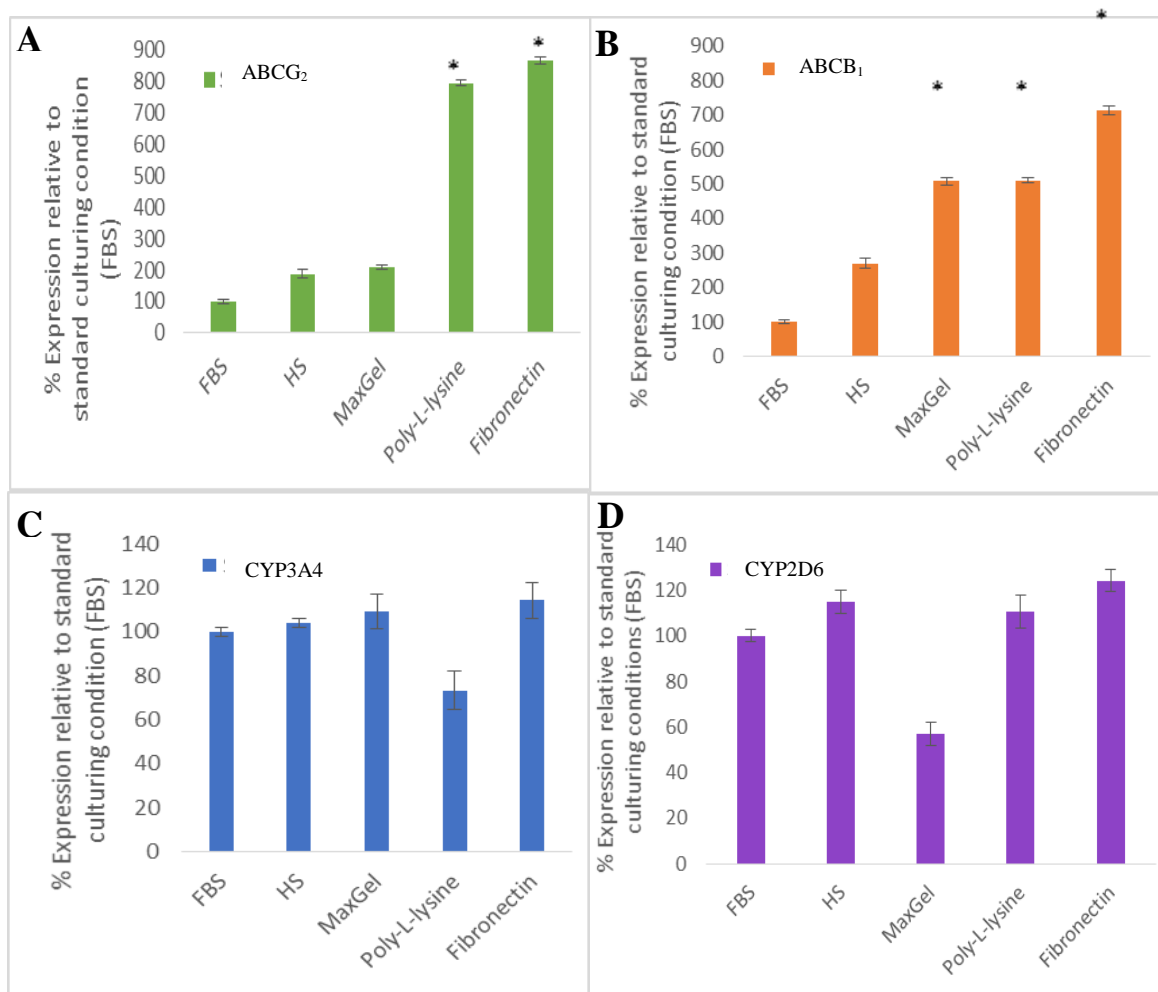 A
% Expression relative to
standard culturing condition
(FBS)
900
800
700
600
500
400
300
200
100
0
ABCG2
*
*
FBS
HS
MaxGel
Poly-L-lysine
Fibronectin
B
% Expression relative to standard
culturing condition (FBS)
900
800
700
600
500
400
300
200
100
0
ABCB1
*
*
*
FBS
HS
MaxGel
Poly-L-lysine
Fibronectin
C
% Expression relative to standard
culturing condition (FBS)
140
120
100
80
60
40
20
0
CYP3A4
FBS
HS
MaxGel
Poly-L-lysine
Fibronectin
D
% Expression relative to standard
culturing conditions (FBS)
140
120
100
80
60
40
20
0
CYP2D6
FBS
HS
MaxGel
Poly-L-lysine
Fibronectin